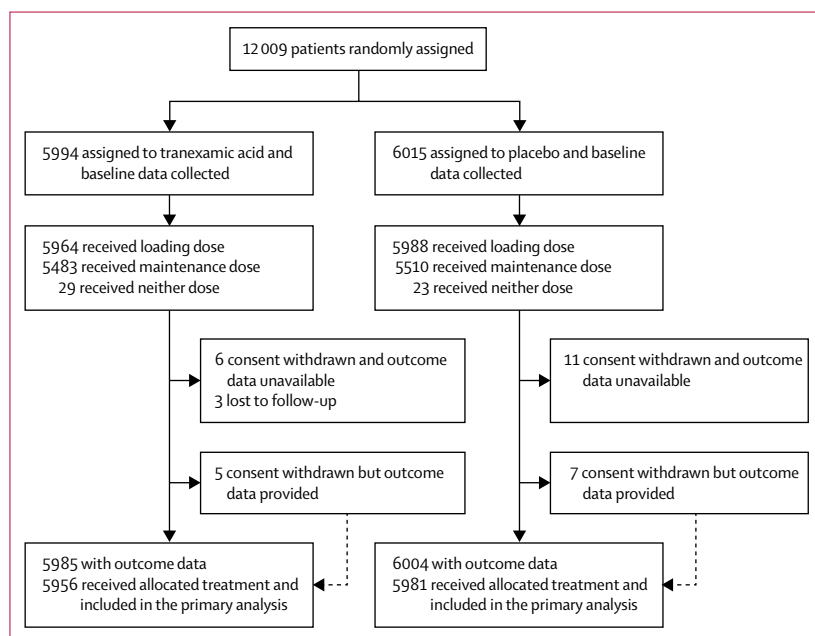 12 009 patients randomly assigned
5994 assigned to tranexamic acid and
baseline data collected
6015 assigned to placebo and baseline
data collected
5964 received loading dose
5483 received maintenance dose
29 received neither dose
5988 received loading dose
5510 received maintenance dose
23 received neither dose
6 consent withdrawn and outcome
data unavailable
3 lost to follow-up
11 consent withdrawn and outcome
data unavailable
5 consent withdrawn but outcome
data provided
7 consent withdrawn but outcome
data provided
5985 with outcome data
5956 received allocated treatment and
included in the primary analysis
6004 with outcome data
5981 received allocated treatment and
included in the primary analysis